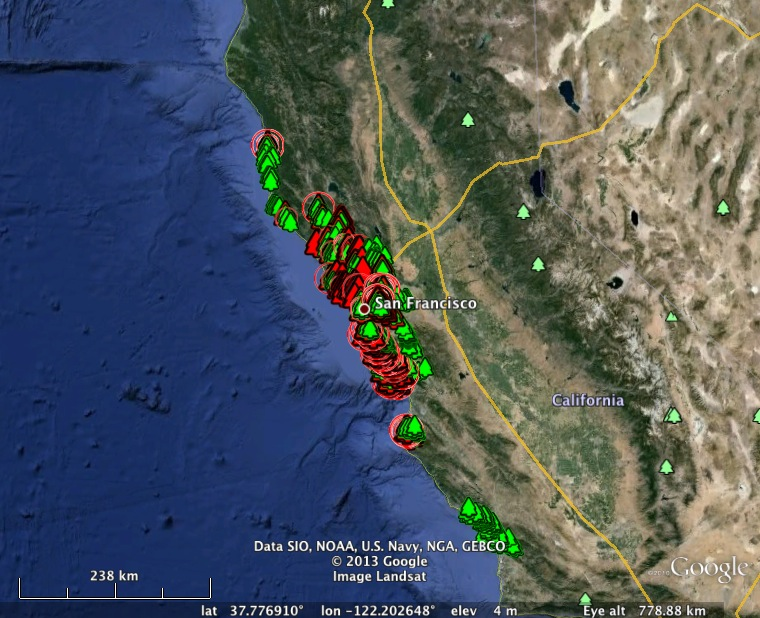 San Francisco
California
Data SIO, NOAA, U.S. Navy, NGA, GEBCO
© 2013 Google
Image Landsat
Google
238 km
lat 37.776910° lon -122.202648° elev 4 m Eye alt 778.88 km